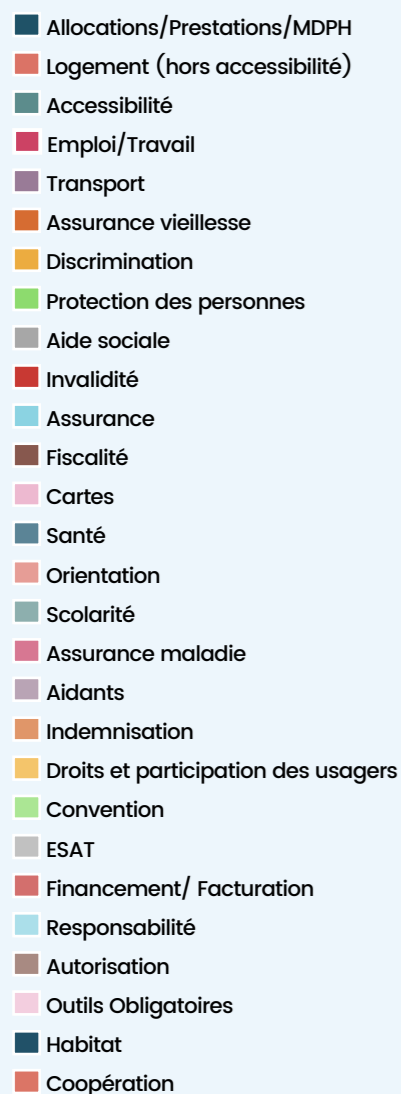 Allocations/Prestations/MDPH
Logement (hors accessibilité)
Accessibilité
Emploi/Travail
Transport
Assurance vieillesse
Discrimination
Protection des personnes
Aide sociale
Invalidité
Assurance
Fiscalité
Cartes
Santé
Orientation
Scolarité
Assurance maladie
Aidants
Indemnisation
Droits et participation des usagers
Convention
ESAT
Financement/ Facturation
Responsabilité
Autorisation
Outils Obligatoires
Habitat
Coopération